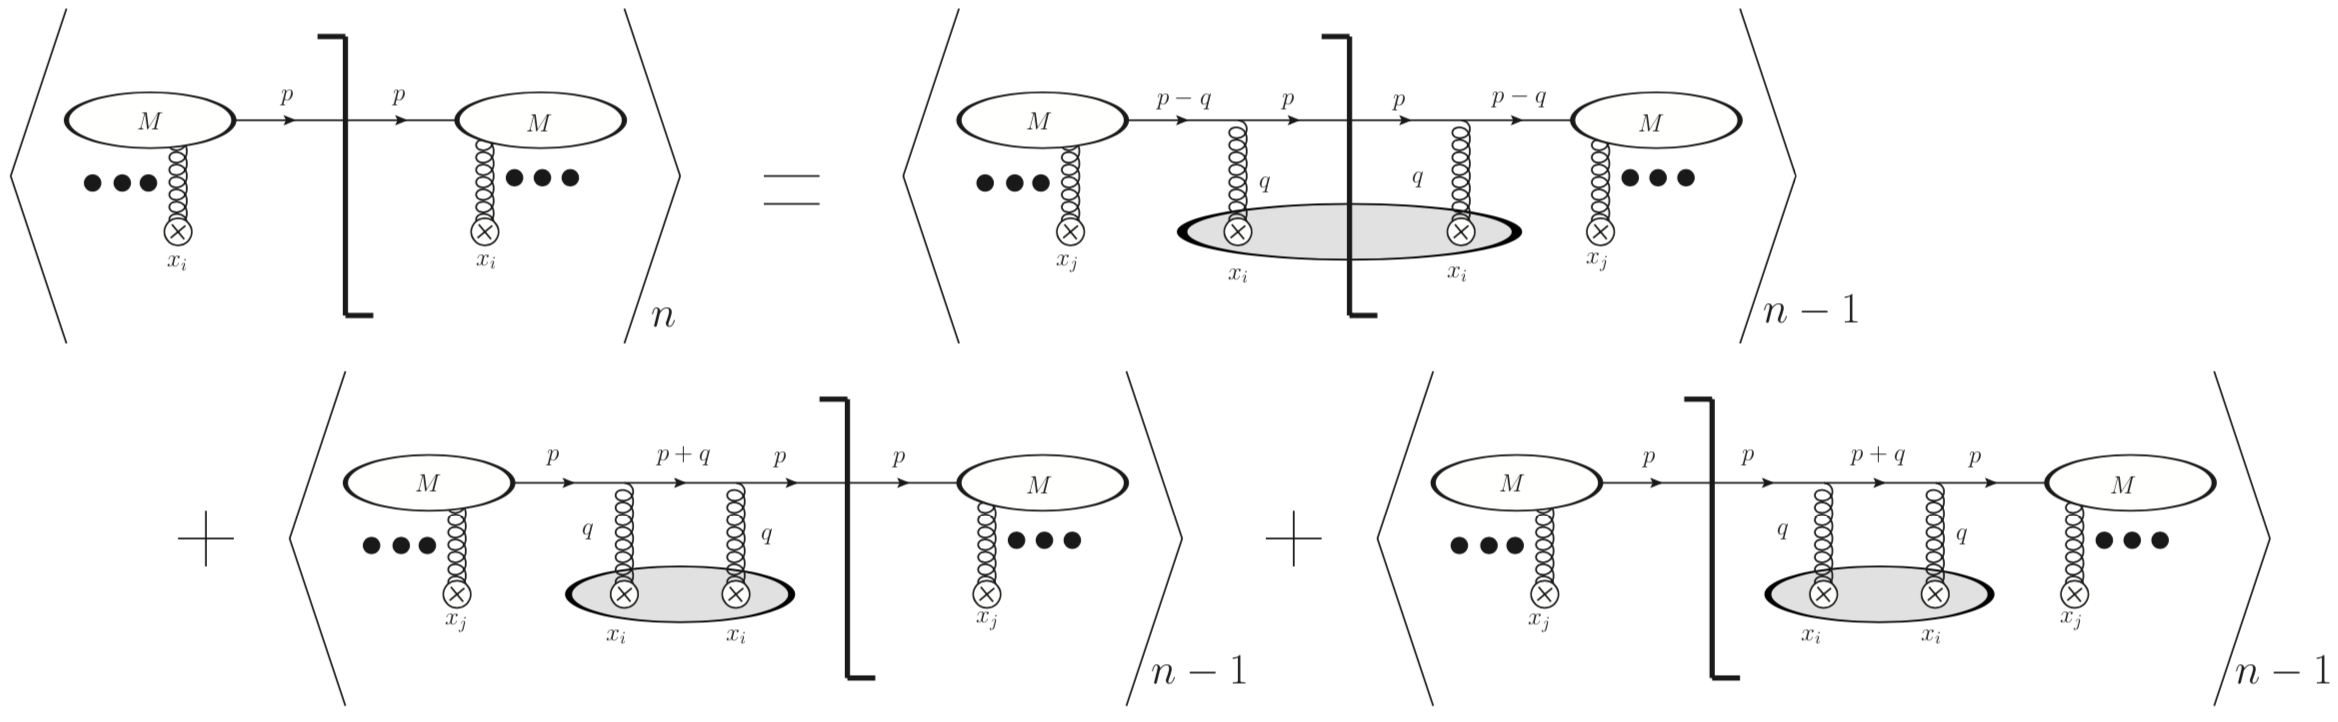 p p p − q p p p − q
M M = M M
q q
x_i x_i x_j x_i x_i x_j
n n − 1
p p + q p p p p p + q p
M M M M
+ q q + q q
x_j x_i x_i x_j x_j x_i x_i x_j
n − 1 n − 1